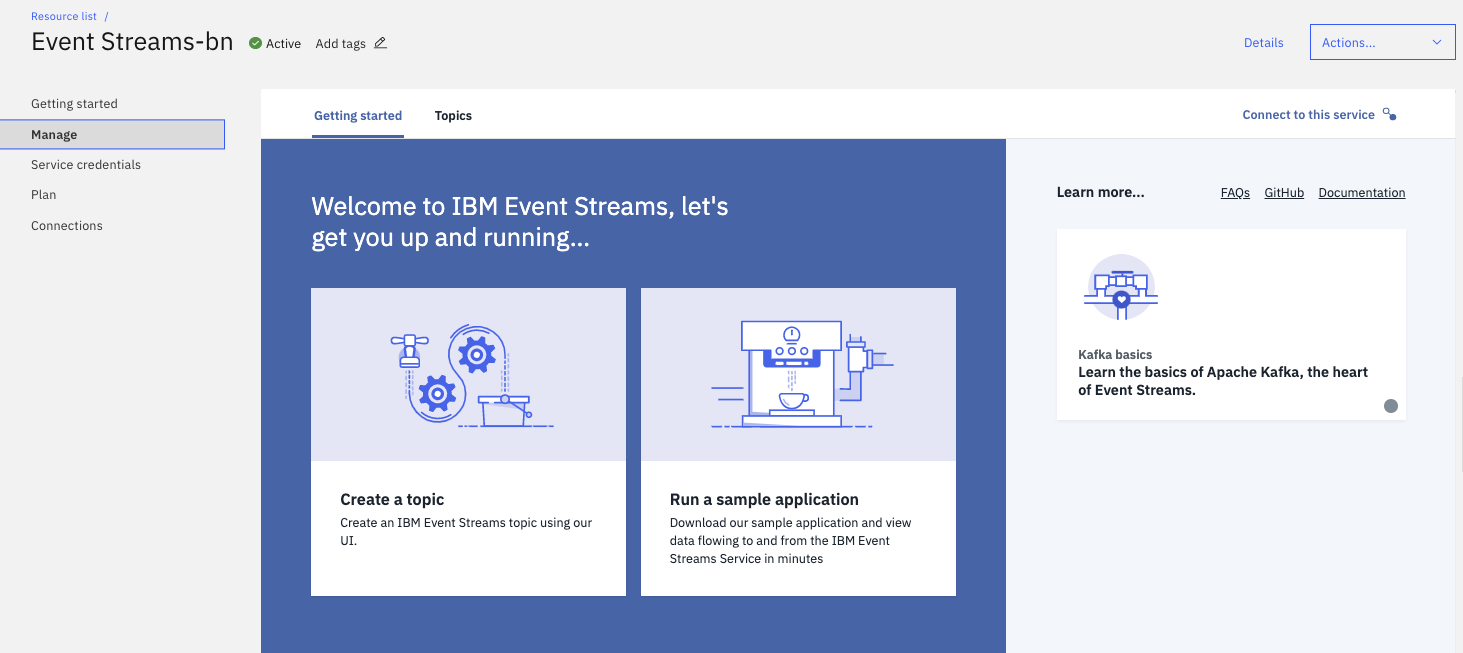 Resource list /
Event Streams-bn
Active
Add tags
Details
Actions...
Getting started
Manage
Service credentials
Plan
Connections
Getting started
Topics
Connect to this service
Welcome to IBM Event Streams, let's
get you up and running...
Create a topic
Create an IBM Event Streams topic using our
UI.
Run a sample application
Download our sample application and view
data flowing to and from the IBM Event
Streams Service in minutes
Learn more...
FAQs
GitHub
Documentation
Kafka basics
Learn the basics of Apache Kafka, the heart
of Event Streams.